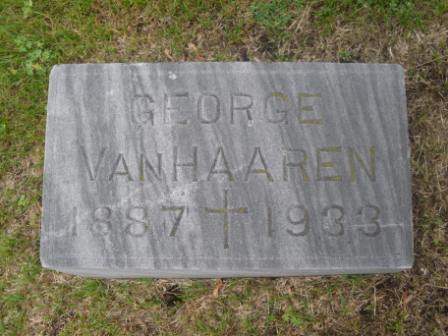 GEORGE
VANHAAREN
1887 † 1933